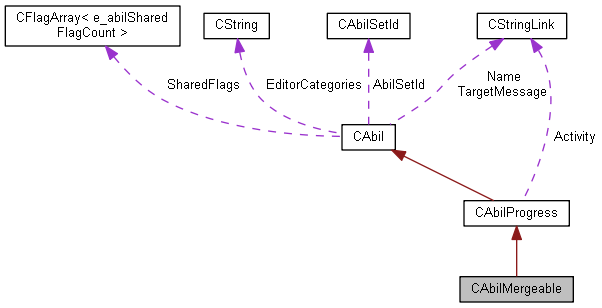 CFlagArray< e_abilShared
FlagCount >
CString
CAbilSetId
CStringLink
SharedFlags
EditorCategories
AbilSetId
Name
TargetMessage
CAbil
Activity
CAbilProgress
CAbilMergeable